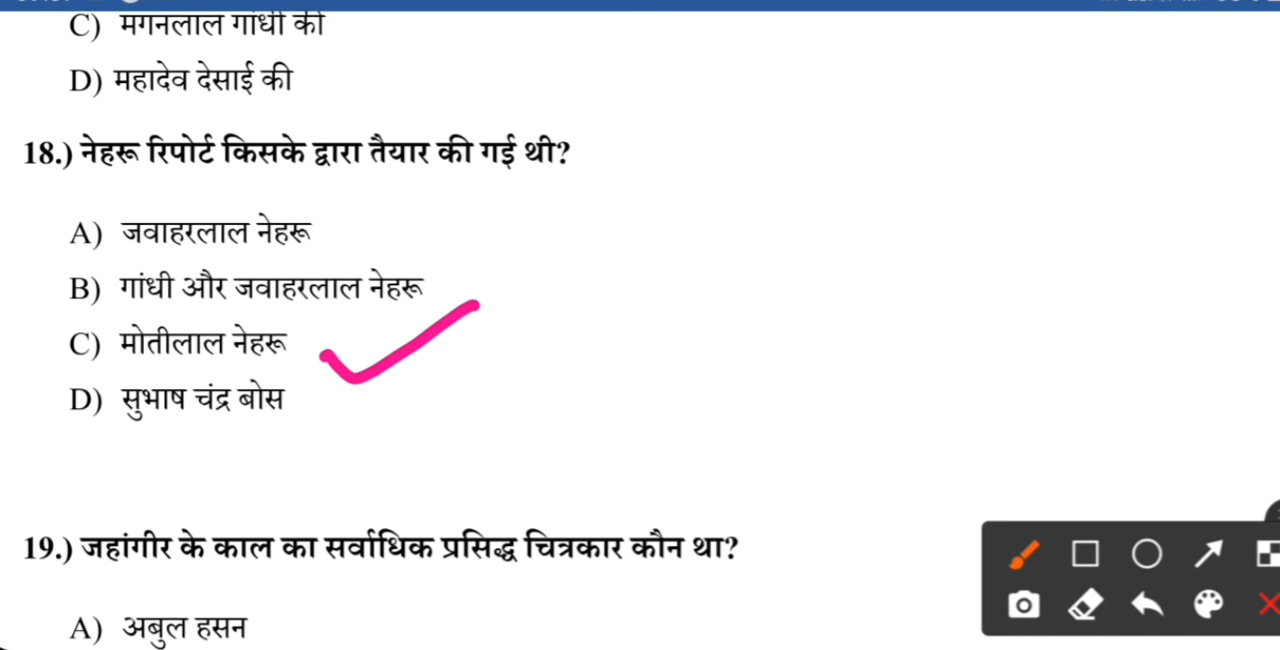 C) मगनलाल गांधी की
D) महादेव देसाई की
18.) नेहरू रिपोर्ट किसके द्वारा तैयार की गई थी?
A) जवाहरलाल नेहरू
B) गांधी और जवाहरलाल नेहरू
C) मोतीलाल नेहरू
D) सुभाष चंद्र बोस
19.) जहांगीर के काल का सर्वाधिक प्रसिद्ध चित्रकार कौन था?
A) अबुल हसन